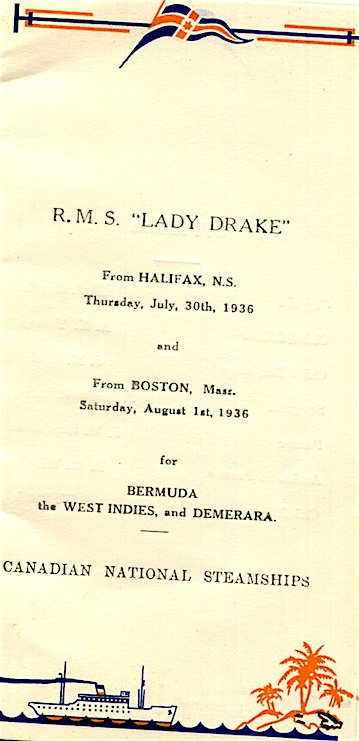 R. M. S. "LADY DRAKE"
From HALIFAX, N.S.
Thursday, July, 30th, 1936
and
From BOSTON, Mass.
Saturday, August 1st, 1936
for
BERMUDA
the WEST INDIES, and DEMERARA.
CANADIAN NATIONAL STEAMSHIPS